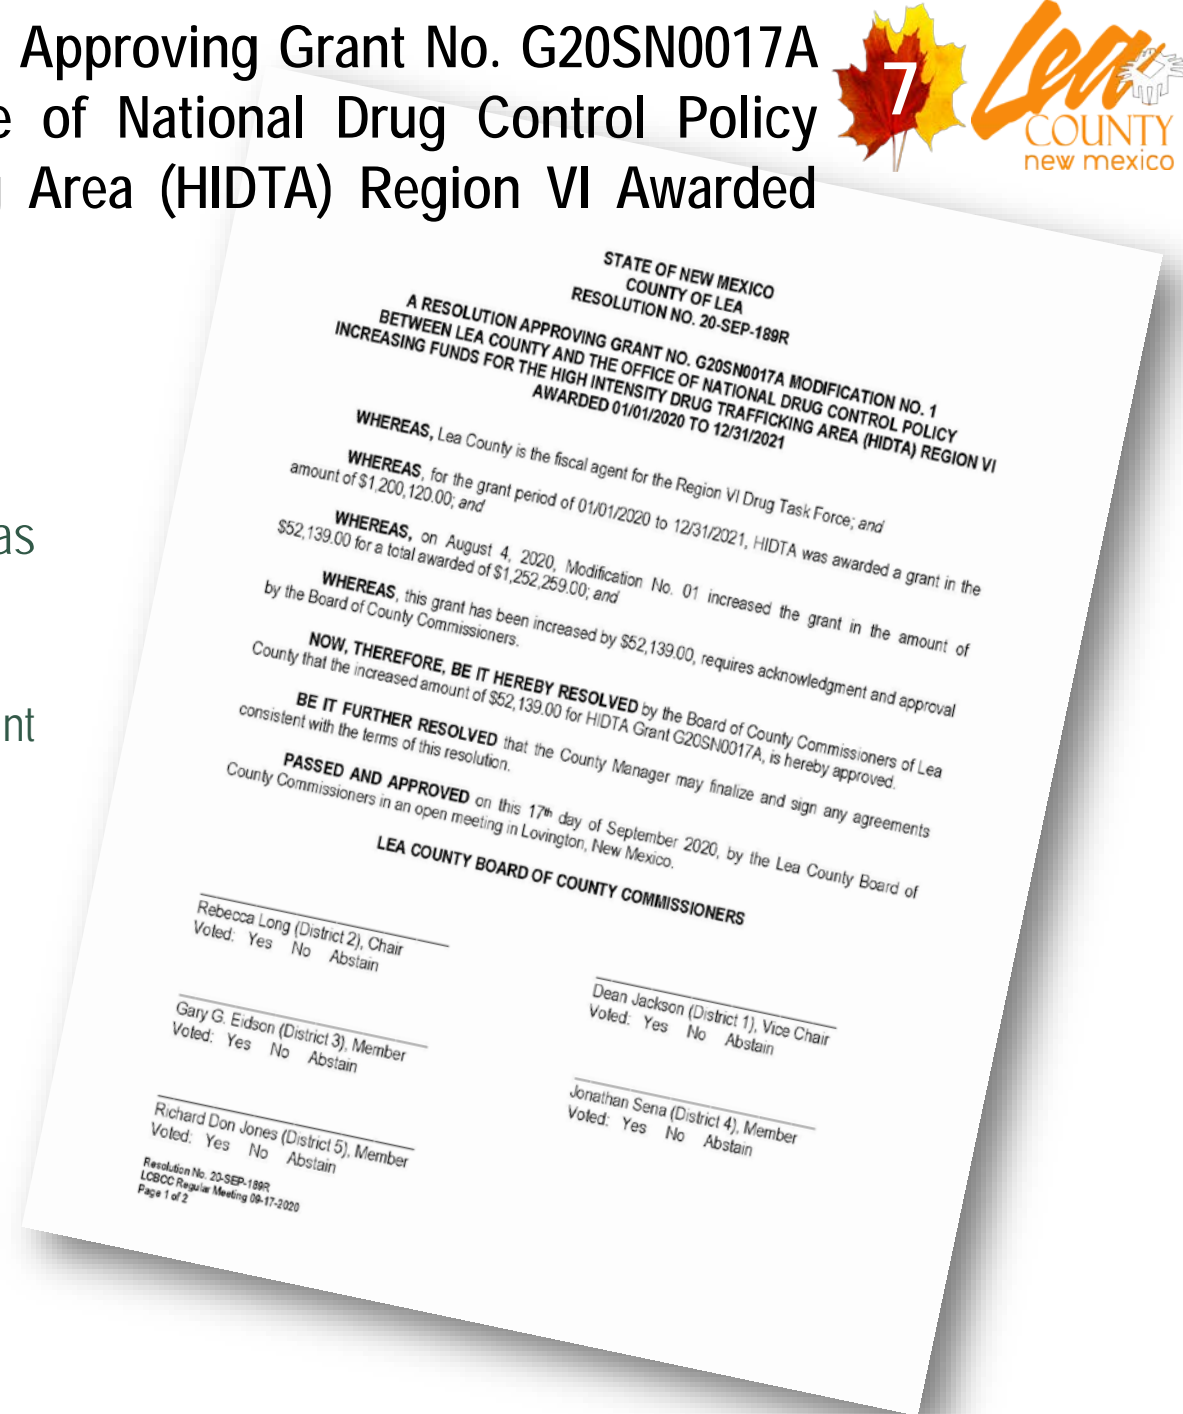 Approving Grant No. G20SN0017A
e of National Drug Control Policy
g Area (HIDTA) Region VI Awarded
7
Lea
COUNTY
new mexico
as
nt
STATE OF NEW MEXICO
COUNTY OF LEA
RESOLUTION NO. 20-SEP-189R
A RESOLUTION APPROVING GRANT NO. G20SN0017A MODIFICATION NO. 1
BETWEEN LEA COUNTY AND THE OFFICE OF NATIONAL DRUG CONTROL POLICY
INCREASING FUNDS FOR THE HIGH INTENSITY DRUG TRAFFICKING AREA (HIDTA) REGION VI
AWARDED 01/01/2020 TO 12/31/2021
WHEREAS, Lea County is the fiscal agent for the Region VI Drug Task Force; and
WHEREAS, for the grant period of 01/01/2020 to 12/31/2021, HIDTA was awarded a grant in the
amount of $1,200,120.00; and
WHEREAS, on August 4, 2020, Modification No. 01 increased the grant in the amount of
$52,139.00 for a total awarded of $1,252,259.00; and
WHEREAS, this grant has been increased by $52,139.00, requires acknowledgment and approval
by the Board of County Commissioners.
NOW, THEREFORE, BE IT HEREBY RESOLVED by the Board of County Commissioners of Lea
County that the increased amount of $52,139.00 for HIDTA Grant G20SN0017A, is hereby approved.
BE IT FURTHER RESOLVED that the County Manager may finalize and sign any agreements
consistent with the terms of this resolution.
PASSED AND APPROVED on this 17th day of September 2020, by the Lea County Board of
County Commissioners in an open meeting in Lovington, New Mexico.
LEA COUNTY BOARD OF COUNTY COMMISSIONERS
Rebecca Long (District 2), Chair
Voted: Yes No Abstain
Dean Jackson (District 1), Vice Chair
Voted: Yes No Abstain
Gary G. Eidson (District 3), Member
Voted: Yes No Abstain
Jonathan Sena (District 4), Member
Voted: Yes No Abstain
Richard Don Jones (District 5), Member
Voted: Yes No Abstain
Resolution No. 20-SEP-189R
LCBCC Regular Meeting 09-17-2020
Page 1 of 2